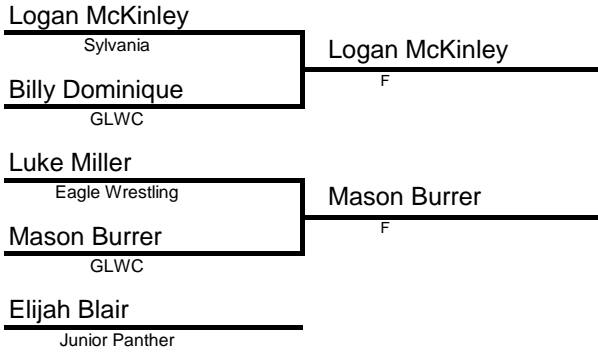 Logan McKinley
Sylvania
Logan McKinley
F
Billy Dominique
GLWC
Luke Miller
Eagle Wrestling
Mason Burrer
F
Mason Burrer
GLWC
Elijah Blair
Junior Panther